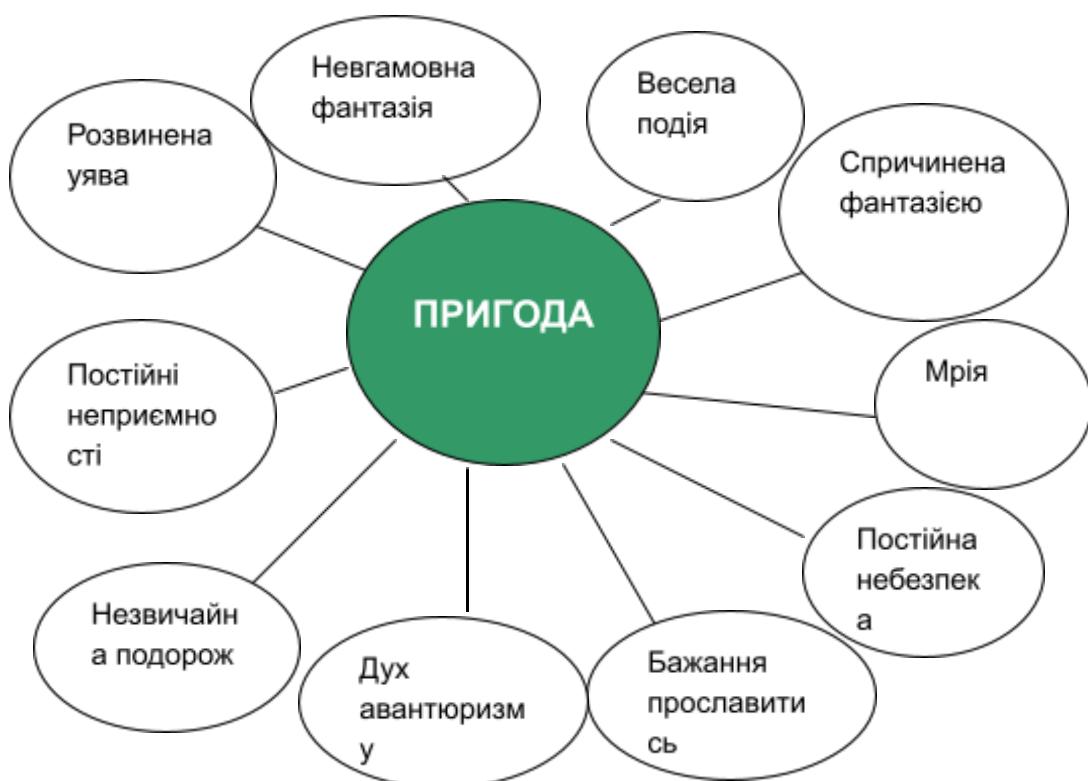 Невгамовна
фантазія
Весела
подія
Розвинена
уява
Спричинена
фантазією
ПРИГОДА
Мрія
Постійні
неприємно
сті
Постійна
небезпек
а
Незвичайн
а подорож
Дух
авантюризм
у
Бажання
прославити
сь